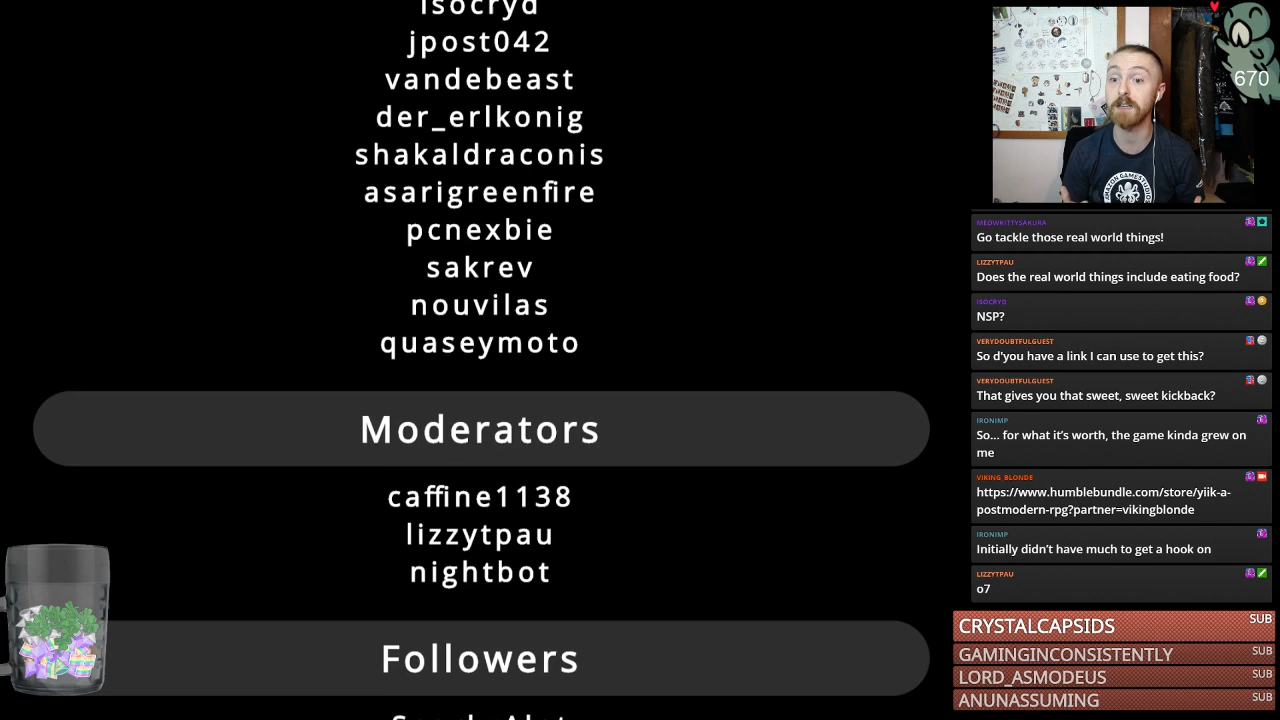 isocryd
jpost042
vandebeast
der_erlkonig
shakaldraconis
asarigreenfire
pcnexbie
sakrev
nouvilas
quaseymoto
Moderators
caffine1138
lizzytpau
nightbot
Followers
670
MEOWKITTYSAKURA
Go tackle those real world things!
LIZZYTPAU
Does the real world things include eating food?
ISOCRYD
NSP?
VERYDOUBTFULGUEST
So d'you have a link I can use to get this?
VERYDOUBTFULGUEST
That gives you that sweet, sweet kickback?
IRONIMP
So... for what it's worth, the game kinda grew on
me
VIKING_BLONDE
https://www.humblebundle.com/store/yiik-a-
postmodern-rpg?partner=vikingblonde
IRONIMP
Initially didn't have much to get a hook on
LIZZYTPAU
o7
CRYSTALCAPSIDS SUB
GAMINGINCONSISTENTLY SUB
LORD_ASMODEUS SUB
ANUNASSUMING SUB